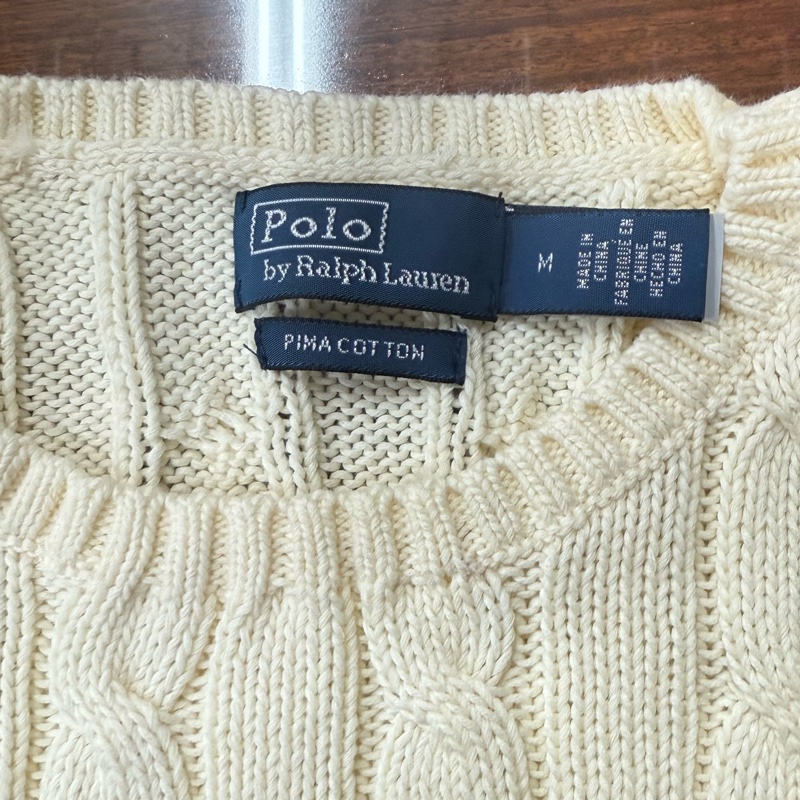 Polo
by Ralph Lauren
M
MADE IN
CHINA
FABRIQUÉ EN
CHINE
HECHO EN
CHINA
PIMA COTTON